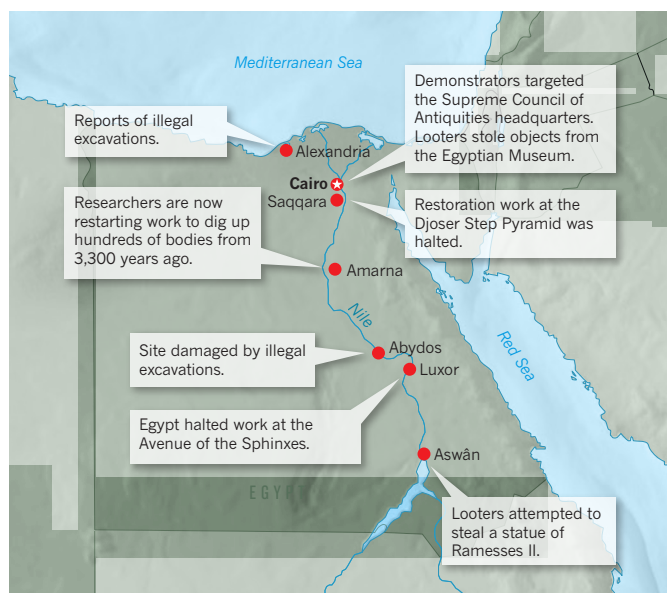 Mediterranean Sea
Demonstrators targeted
the Supreme Council of
Antiquities headquarters.
Looters stole objects from
the Egyptian Museum.
Reports of illegal
excavations.
Alexandria
Cairo
Saqqara
Researchers are now
restarting work to dig up
hundreds of bodies from
3,300 years ago.
Restoration work at the
Djoser Step Pyramid was
halted.
Amarna
Nile
Red Sea
Site damaged by illegal
excavations.
Abydos
Luxor
Egypt halted work at the
Avenue of the Sphinxes.
Aswân
EGYPT
Looters attempted to
steal a statue of
Ramesses II.